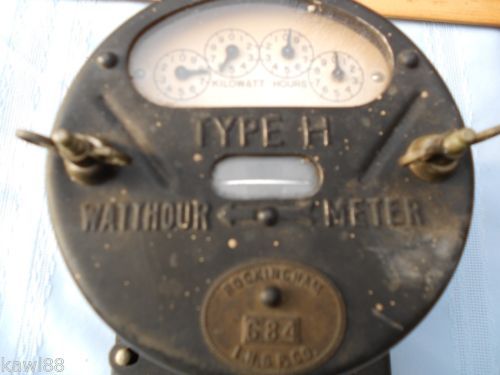 KILOWATT HOURS
TYPE H
WATTHOUR METER
ROCKINGHAM
684
kawl88